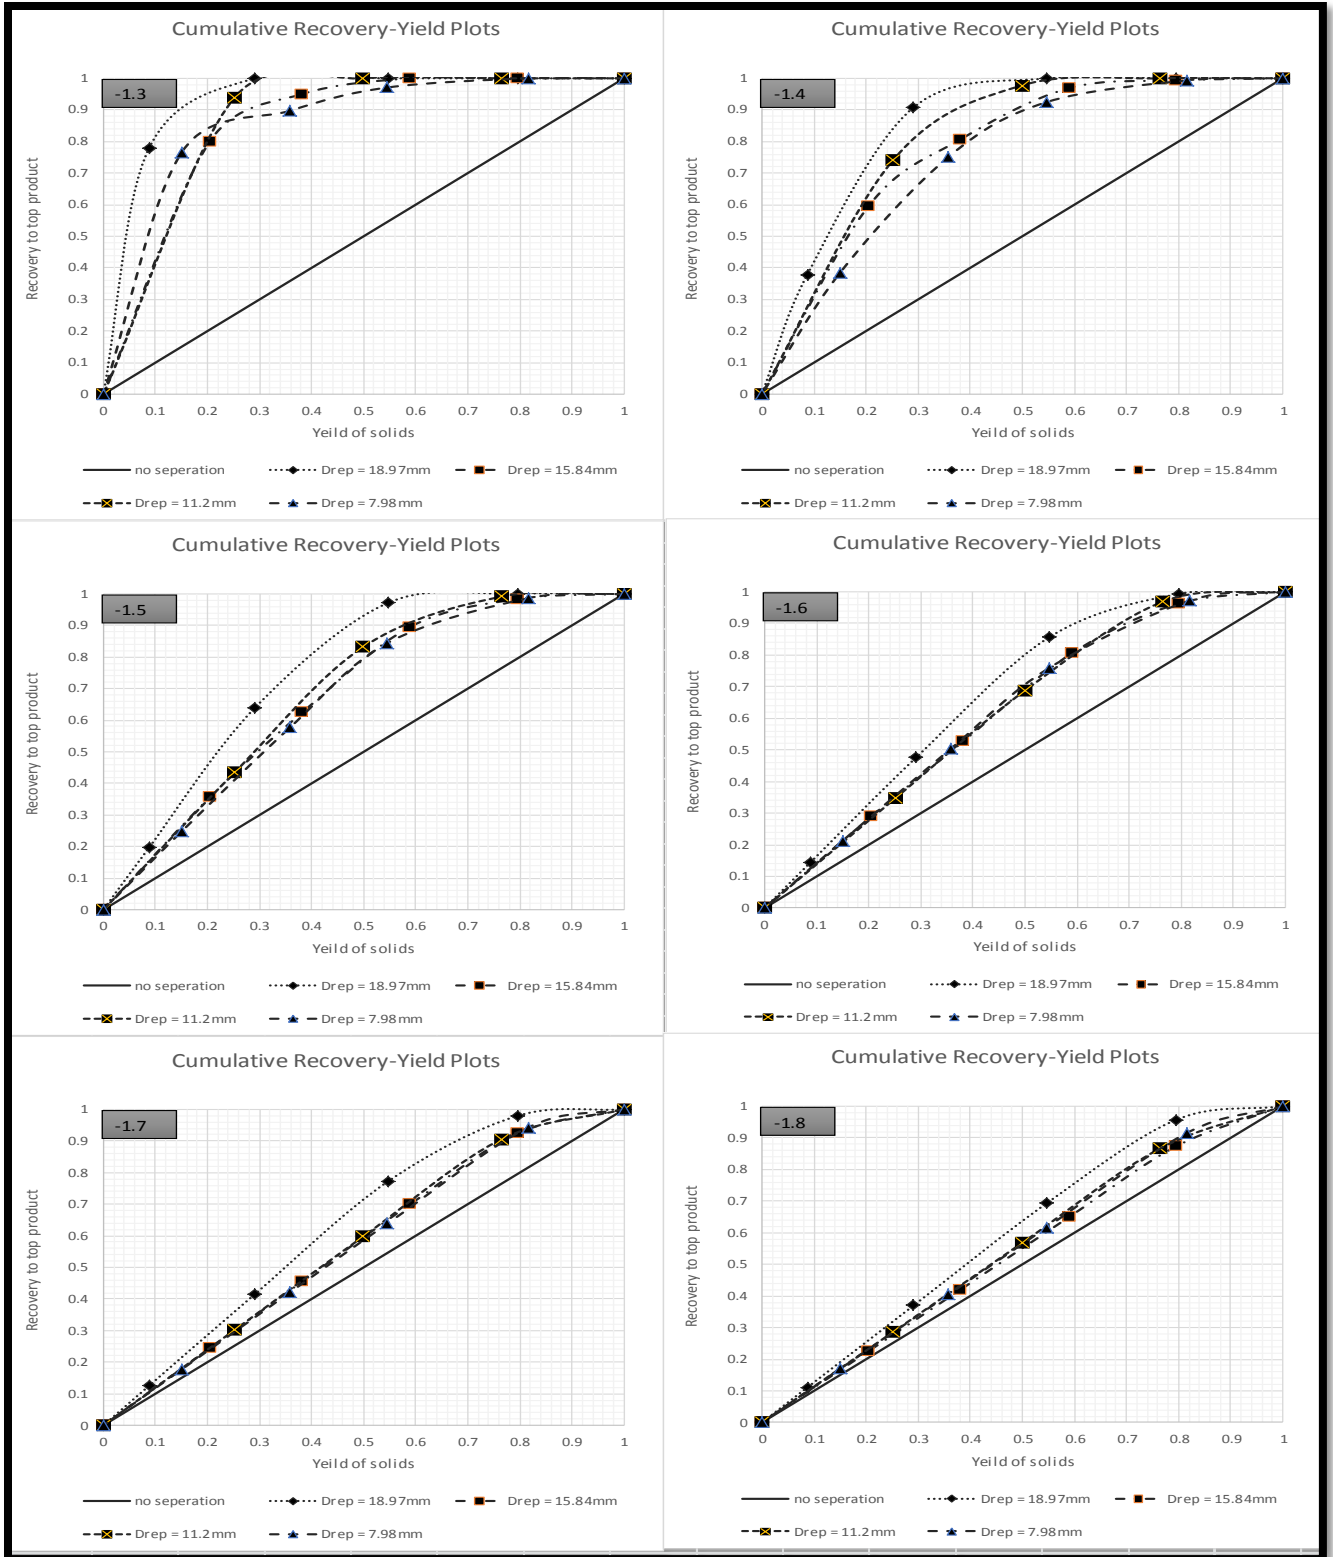 Cumulative Recovery-Yield Plots
-1.3
Recovery to top product
1
0.9
0.8
0.7
0.6
0.5
0.4
0.3
0.2
0.1
0
0 0.1 0.2 0.3 0.4 0.5 0.6 0.7 0.8 0.9 1
Yeild of solids
no seperation Drep = 18.97mm Drep = 15.84mm
Drep = 11.2mm Drep = 7.98mm
Cumulative Recovery-Yield Plots
-1.4
Recovery to top product
1
0.9
0.8
0.7
0.6
0.5
0.4
0.3
0.2
0.1
0
0 0.1 0.2 0.3 0.4 0.5 0.6 0.7 0.8 0.9 1
Yeild of solids
no seperation Drep = 18.97mm Drep = 15.84mm
Drep = 11.2mm Drep = 7.98mm
Cumulative Recovery-Yield Plots
-1.5
Recovery to top product
1
0.9
0.8
0.7
0.6
0.5
0.4
0.3
0.2
0.1
0
0 0.1 0.2 0.3 0.4 0.5 0.6 0.7 0.8 0.9 1
Yeild of solids
no seperation Drep = 18.97mm Drep = 15.84mm
Drep = 11.2mm Drep = 7.98mm
Cumulative Recovery-Yield Plots
-1.6
Recovery to top product
1
0.9
0.8
0.7
0.6
0.5
0.4
0.3
0.2
0.1
0
0 0.1 0.2 0.3 0.4 0.5 0.6 0.7 0.8 0.9 1
Yeild of solids
no seperation Drep = 18.97mm Drep = 15.84mm
Drep = 11.2mm Drep = 7.98mm
Cumulative Recovery-Yield Plots
-1.7
Recovery to top product
1
0.9
0.8
0.7
0.6
0.5
0.4
0.3
0.2
0.1
0
0 0.1 0.2 0.3 0.4 0.5 0.6 0.7 0.8 0.9 1
Yeild of solids
no seperation Drep = 18.97mm Drep = 15.84mm
Drep = 11.2mm Drep = 7.98mm
Cumulative Recovery-Yield Plots
-1.8
Recovery to top product
1
0.9
0.8
0.7
0.6
0.5
0.4
0.3
0.2
0.1
0
0 0.1 0.2 0.3 0.4 0.5 0.6 0.7 0.8 0.9 1
Yeild of solids
no seperation Drep = 18.97mm Drep = 15.84mm
Drep = 11.2mm Drep = 7.98mm